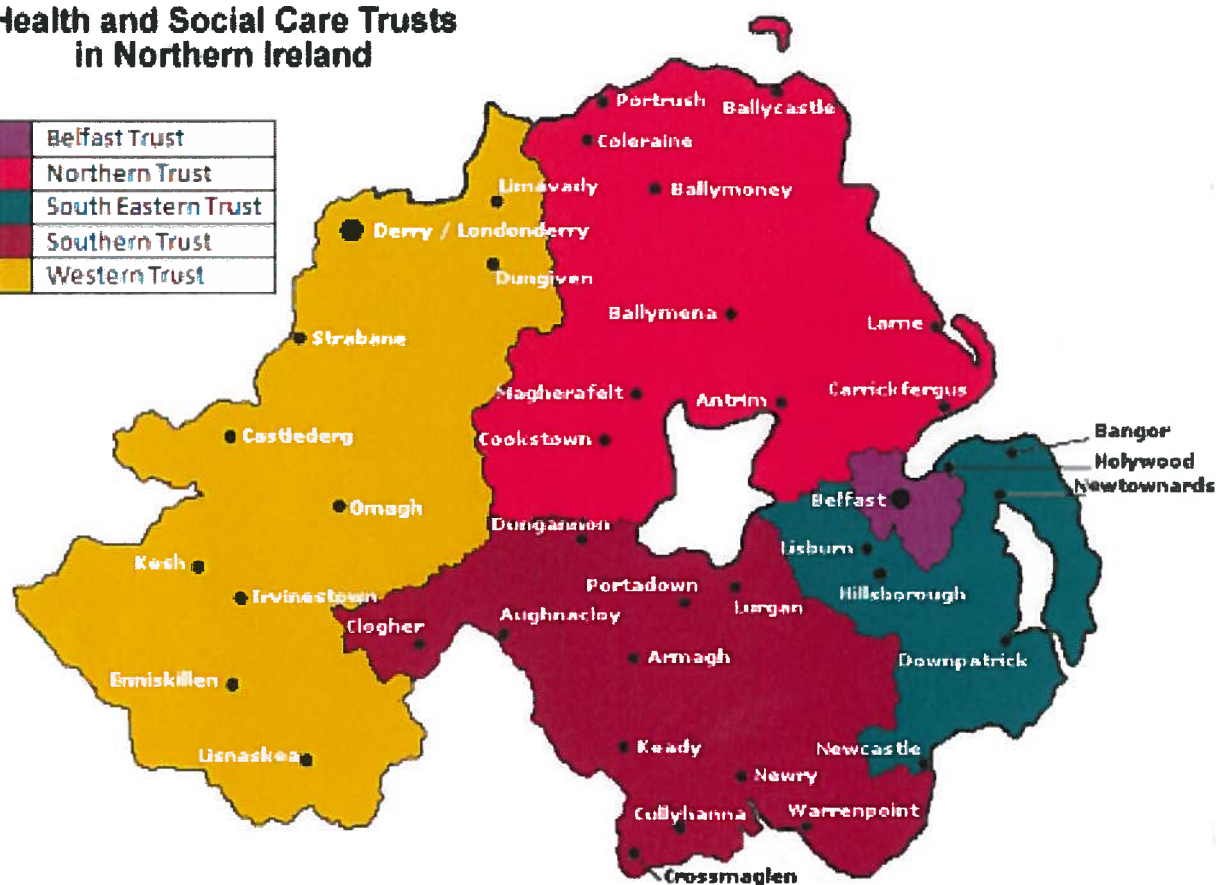 Health and Social Care Trusts
in Northern Ireland
Belfast Trust
Northern Trust
South Eastern Trust
Southern Trust
Western Trust
Portrush
Ballycastle
Coleraine
Limavady
Ballymoney
Derry / Londonderry
Dungiven
Ballymena
Larne
Strabane
Magherafelt
Antrim
Carrickfergus
Castlederg
Cookstown
Bangor
Holywood
Newtownards
Belfast
Omagh
Dungannon
Lisburn
Kesh
Irvinestown
Portadown
Lurgan
Hillsborough
Clogher
Aughnacloy
Armagh
Downpatrick
Enniskillen
Lisnaskea
Keady
Newcastle
Newry
Cullyhanna
Warrenpoint
Crossmaglen